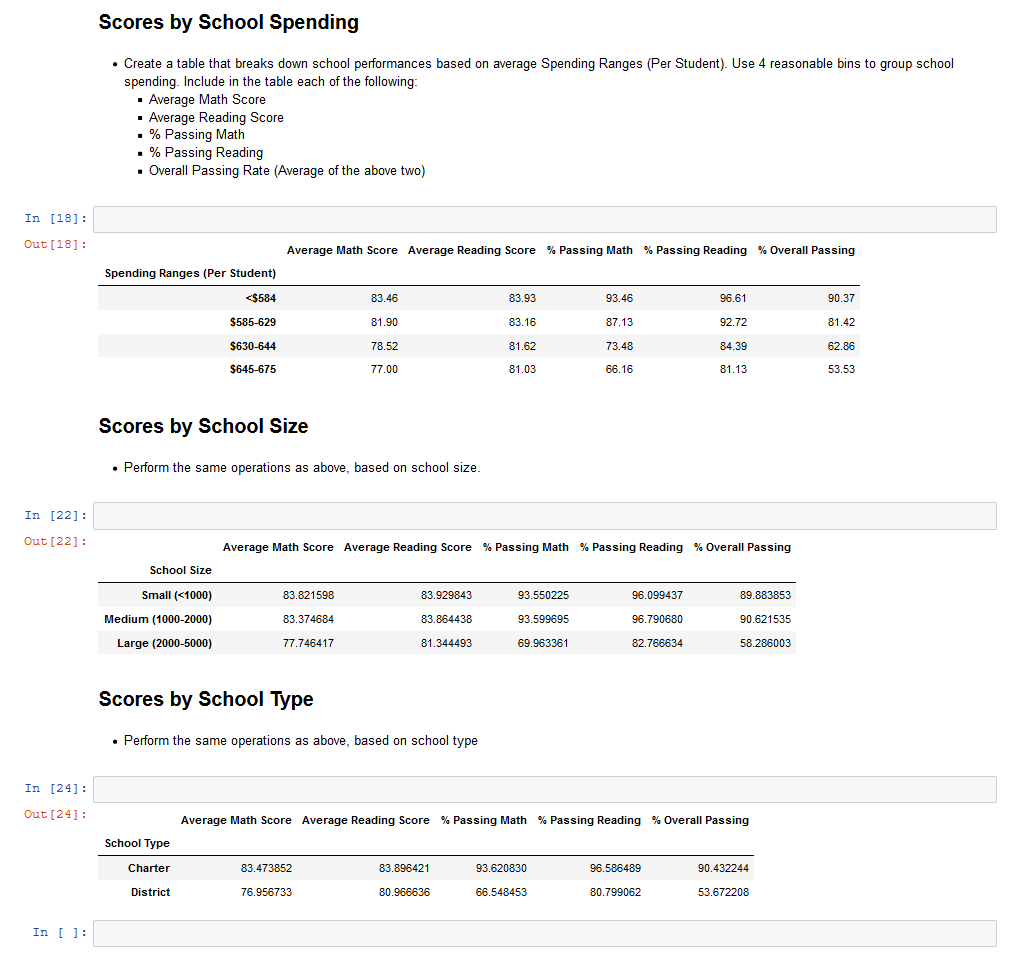 Scores by School Spending
• Create a table that breaks down school performances based on average Spending Ranges (Per Student). Use 4 reasonable bins to group school
spending. Include in the table each of the following:
▪ Average Math Score
▪ Average Reading Score
▪ % Passing Math
▪ % Passing Reading
▪ Overall Passing Rate (Average of the above two)
In [18]:
Out[18]:
Average Math Score Average Reading Score % Passing Math % Passing Reading % Overall Passing
Spending Ranges (Per Student)
<$584 83.46 83.93 93.46 96.61 90.37
$585-629 81.90 83.16 87.13 92.72 81.42
$630-644 78.52 81.62 73.48 84.39 62.86
$645-675 77.00 81.03 66.16 81.13 53.53
Scores by School Size
• Perform the same operations as above, based on school size.
In [22]:
Out[22]:
Average Math Score Average Reading Score % Passing Math % Passing Reading % Overall Passing
School Size
Small (<1000) 83.821598 83.929843 93.550225 96.099437 89.883853
Medium (1000-2000) 83.374684 83.864438 93.599695 96.790680 90.621535
Large (2000-5000) 77.746417 81.344493 69.963361 82.766634 58.286003
Scores by School Type
• Perform the same operations as above, based on school type
In [24]:
Out[24]:
Average Math Score Average Reading Score % Passing Math % Passing Reading % Overall Passing
School Type
Charter 83.473852 83.896421 93.620830 96.586489 90.432244
District 76.956733 80.966636 66.548453 80.799062 53.672208
In [ ]: